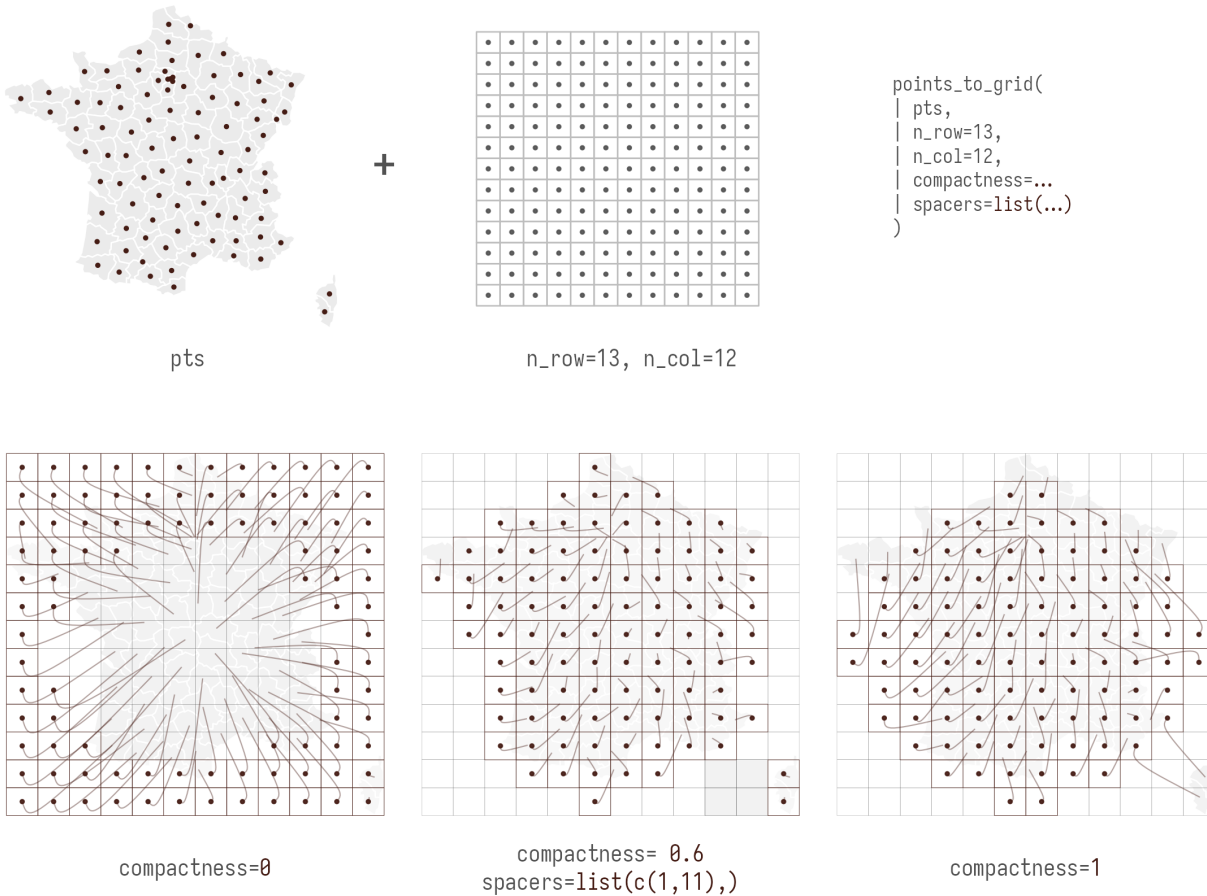 points_to_grid(
| pts,
| n_row=13,
| n_col=12,
| compactness=...
| spacers=list(...)
)
+
pts
n_row=13, n_col=12
compactness=0
compactness= 0.6
spacers=list(c(1,11),)
compactness=1